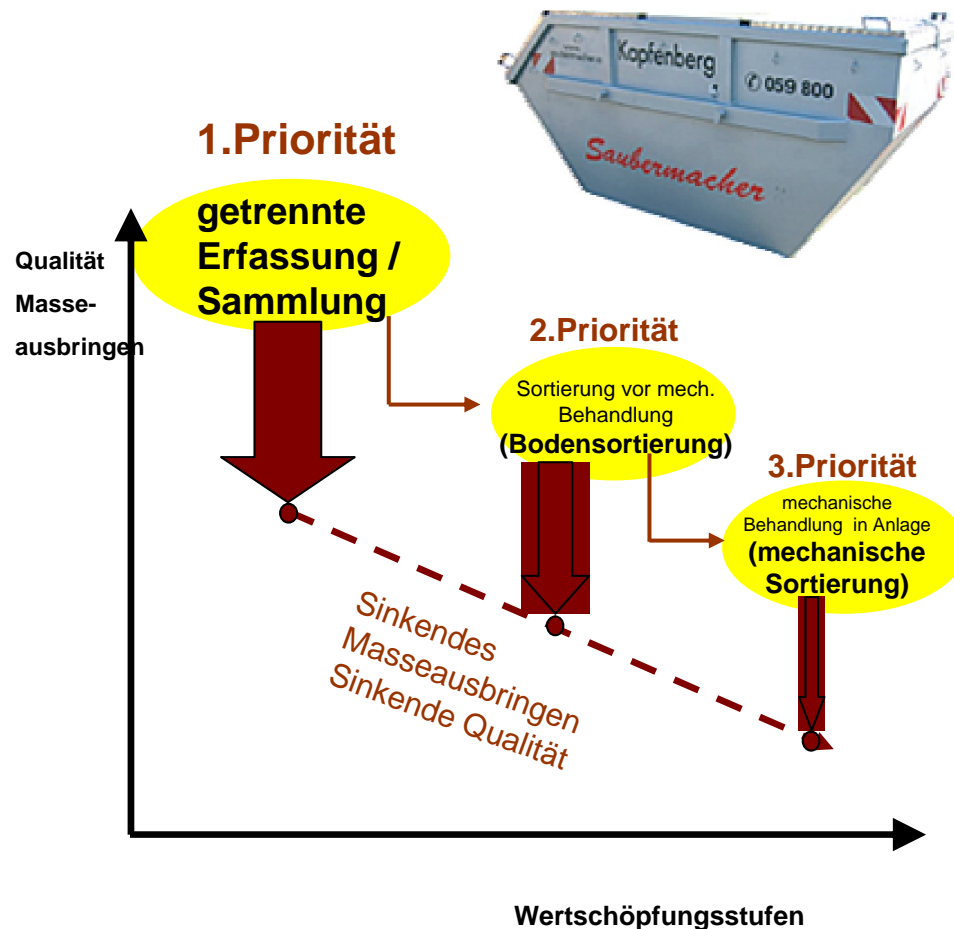 Kapfenberg
✆ 059 800
Saubermacher
1.Priorität
getrennte
Erfassung /
Sammlung
Qualität
Masse-
ausbringen
2.Priorität
Sortierung vor mech.
Behandlung
(Bodensortierung)
3.Priorität
mechanische
Behandlung in Anlage
(mechanische
Sortierung)
Sinkendes
Masseausbringen
Sinkende Qualität
Wertschöpfungsstufen